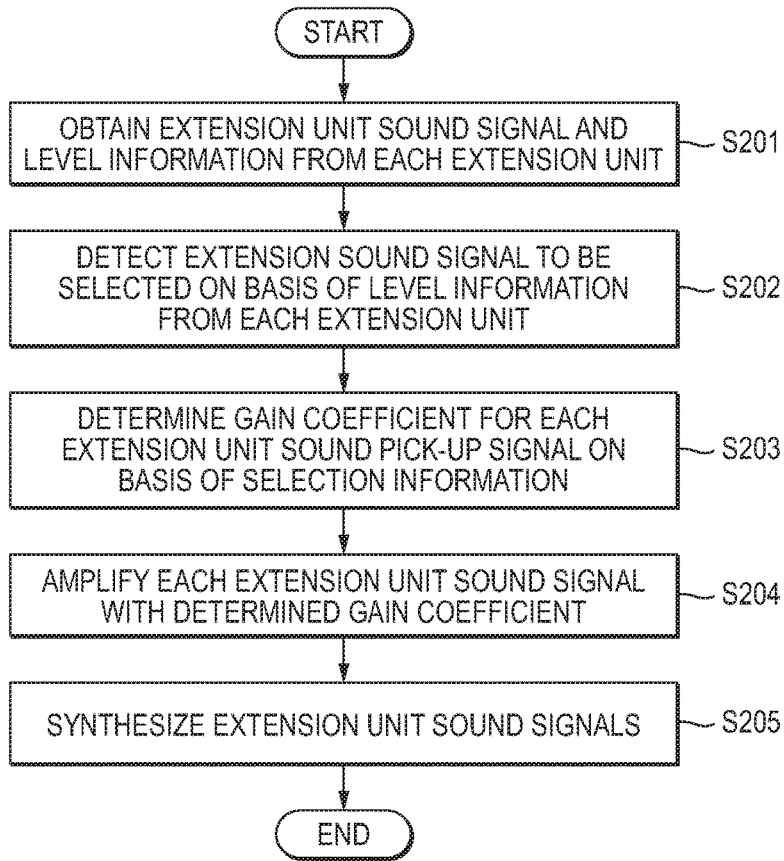 START
OBTAIN EXTENSION UNIT SOUND SIGNAL AND
LEVEL INFORMATION FROM EACH EXTENSION UNIT
S201
DETECT EXTENSION SOUND SIGNAL TO BE
SELECTED ON BASIS OF LEVEL INFORMATION
FROM EACH EXTENSION UNIT
S202
DETERMINE GAIN COEFFICIENT FOR EACH
EXTENSION UNIT SOUND PICK-UP SIGNAL ON
BASIS OF SELECTION INFORMATION
S203
AMPLIFY EACH EXTENSION UNIT SOUND SIGNAL
WITH DETERMINED GAIN COEFFICIENT
S204
SYNTHESIZE EXTENSION UNIT SOUND SIGNALS
S205
END